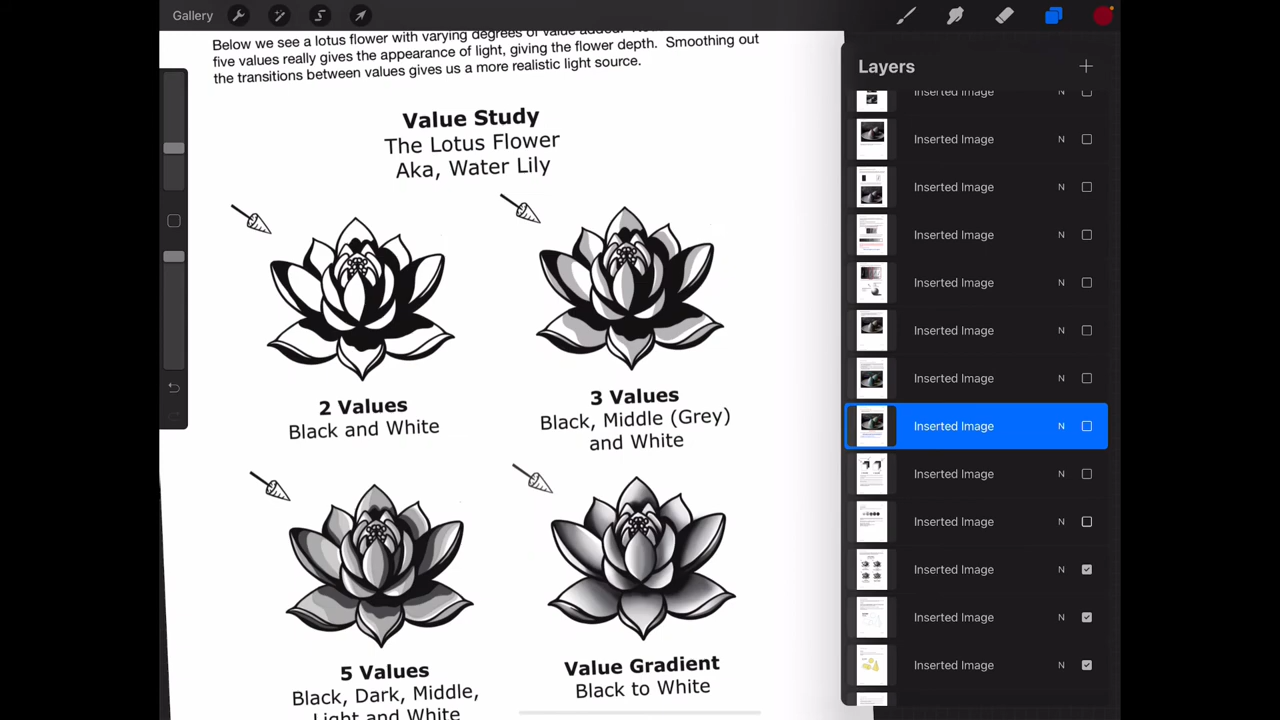 Gallery
Below we see a lotus flower with varying degrees of value added.
five values really gives the appearance of light, giving the flower depth. Smoothing out
the transitions between values gives us a more realistic light source.
Value Study
The Lotus Flower
Aka, Water Lily
2 Values
Black and White
3 Values
Black, Middle (Grey)
and White
5 Values
Black, Dark, Middle,
Light and White
Value Gradient
Black to White
Layers
Inserted Image N
Inserted Image N
Inserted Image N
Inserted Image N
Inserted Image N
Inserted Image N
Inserted Image N
Inserted Image N
Inserted Image N
Inserted Image N
Inserted Image N
Inserted Image N
Inserted Image N